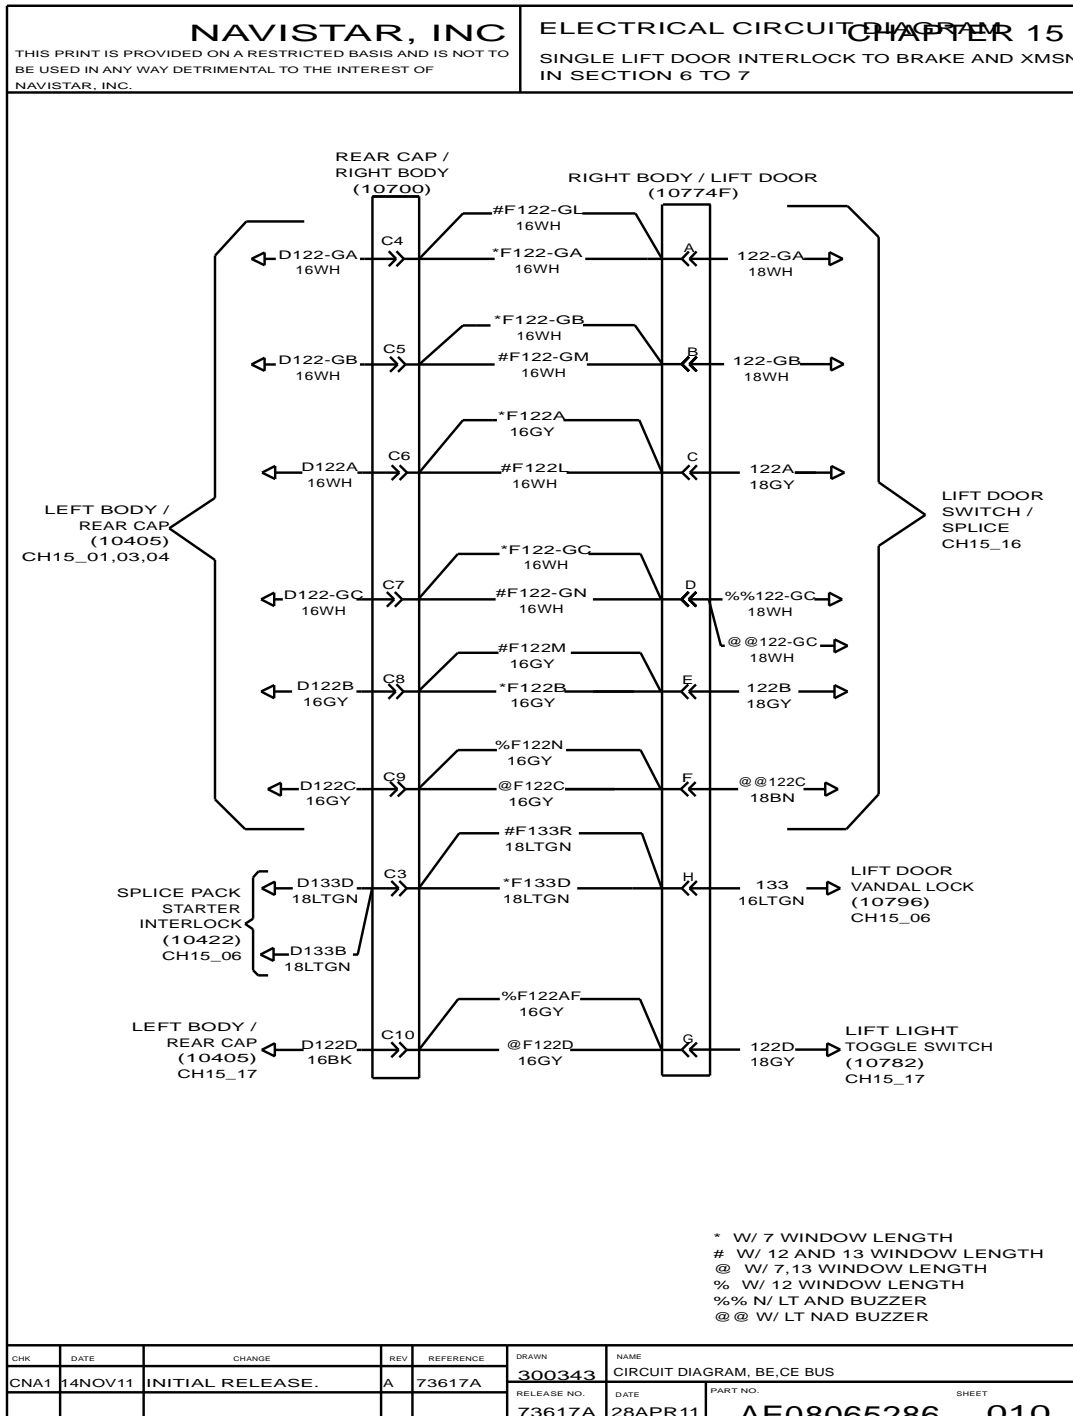 NAVISTAR, INC
THIS PRINT IS PROVIDED ON A RESTRICTED BASIS AND IS NOT TO
BE USED IN ANY WAY DETRIMENTAL TO THE INTEREST OF
NAVISTAR, INC.
ELECTRICAL CIRCUIT DIAGRAM
CHAPTER 15
SINGLE LIFT DOOR INTERLOCK TO BRAKE AND XMSN
IN SECTION 6 TO 7
REAR CAP /
RIGHT BODY
(10700)
RIGHT BODY / LIFT DOOR
(10774F)
#F122-GL
16WH
D122-GA
16WH
C4
*F122-GA
16WH
A
122-GA
18WH
*F122-GB
16WH
D122-GB
16WH
C5
#F122-GM
16WH
B
122-GB
18WH
*F122A
16GY
D122A
16WH
C6
#F122L
16WH
C
122A
18GY
LEFT BODY /
REAR CAP
(10405)
CH15_01,03,04
LIFT DOOR
SWITCH /
SPLICE
CH15_16
*F122-GC
16WH
D122-GC
16WH
C7
#F122-GN
16WH
D
%%122-GC
18WH
@@122-GC
18WH
#F122M
16GY
D122B
16GY
C8
*F122B
16GY
E
122B
18GY
%F122N
16GY
D122C
16GY
C9
@F122C
16GY
F
@@122C
18BN
#F133R
18LTGN
SPLICE PACK
STARTER
INTERLOCK
(10422)
CH15_06
D133D
18LTGN
C3
*F133D
18LTGN
H
133
16LTGN
LIFT DOOR
VANDAL LOCK
(10796)
CH15_06
D133B
18LTGN
%F122AF
16GY
LEFT BODY /
REAR CAP
(10405)
CH15_17
D122D
16BK
C10
@F122D
16GY
G
122D
18GY
LIFT LIGHT
TOGGLE SWITCH
(10782)
CH15_17
* W/ 7 WINDOW LENGTH
# W/ 12 AND 13 WINDOW LENGTH
@ W/ 7,13 WINDOW LENGTH
% W/ 12 WINDOW LENGTH
%% N/ LT AND BUZZER
@@ W/ LT NAD BUZZER
CHK DATE CHANGE REV REFERENCE
CNA1 14NOV11 INITIAL RELEASE. A 73617A
DRAWN
300343
NAME
CIRCUIT DIAGRAM, BE,CE BUS
RELEASE NO.
73617A
DATE
28APR11
PART NO.
AE08065286
SHEET
010